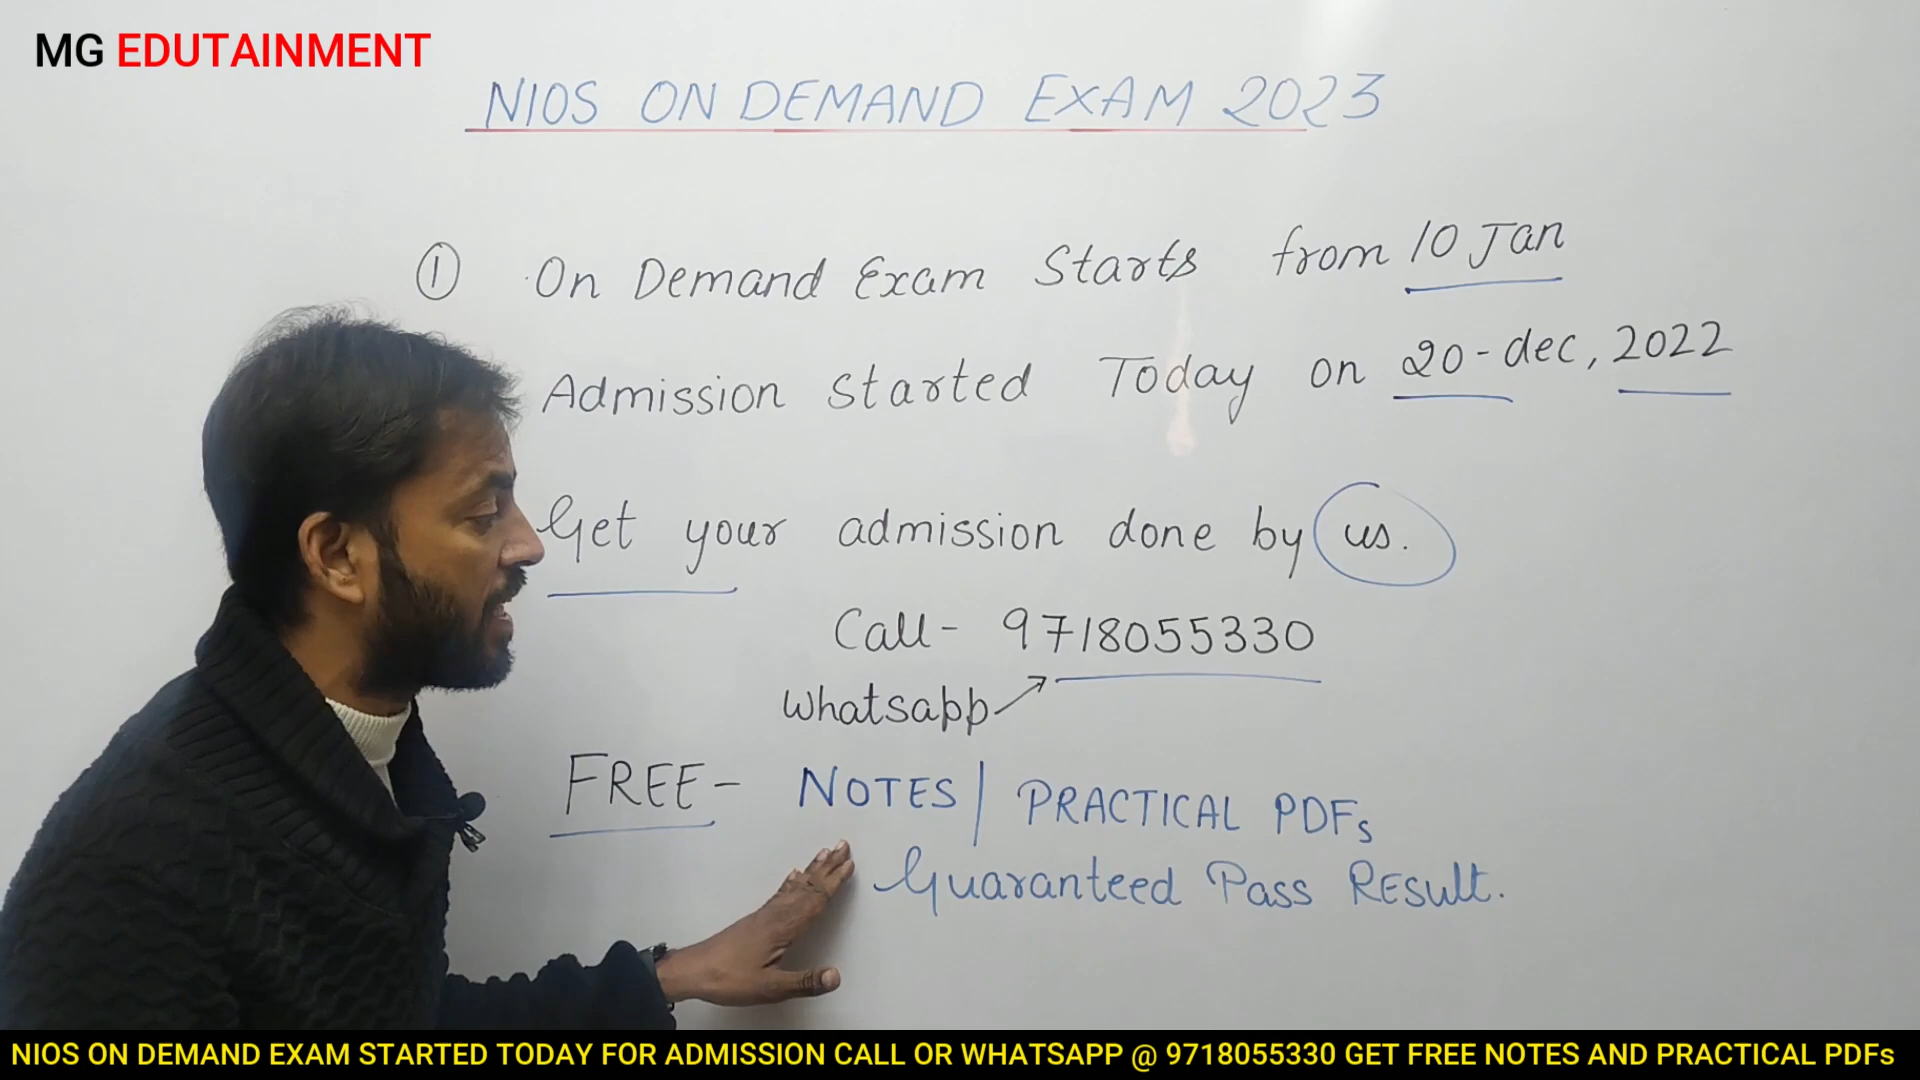 MG EDUTAINMENT
NIOS ON DEMAND EXAM 2023
① On Demand Exam Starts from 10 Jan
Admission started Today on 20-dec, 2022
Get your admission done by us.
Call- 9718055330
Whatsapp
FREE- NOTES | PRACTICAL PDFs
Guaranteed Pass Result.
NIOS ON DEMAND EXAM STARTED TODAY FOR ADMISSION CALL OR WHATSAPP @ 9718055330 GET FREE NOTES AND PRACTICAL PDFs